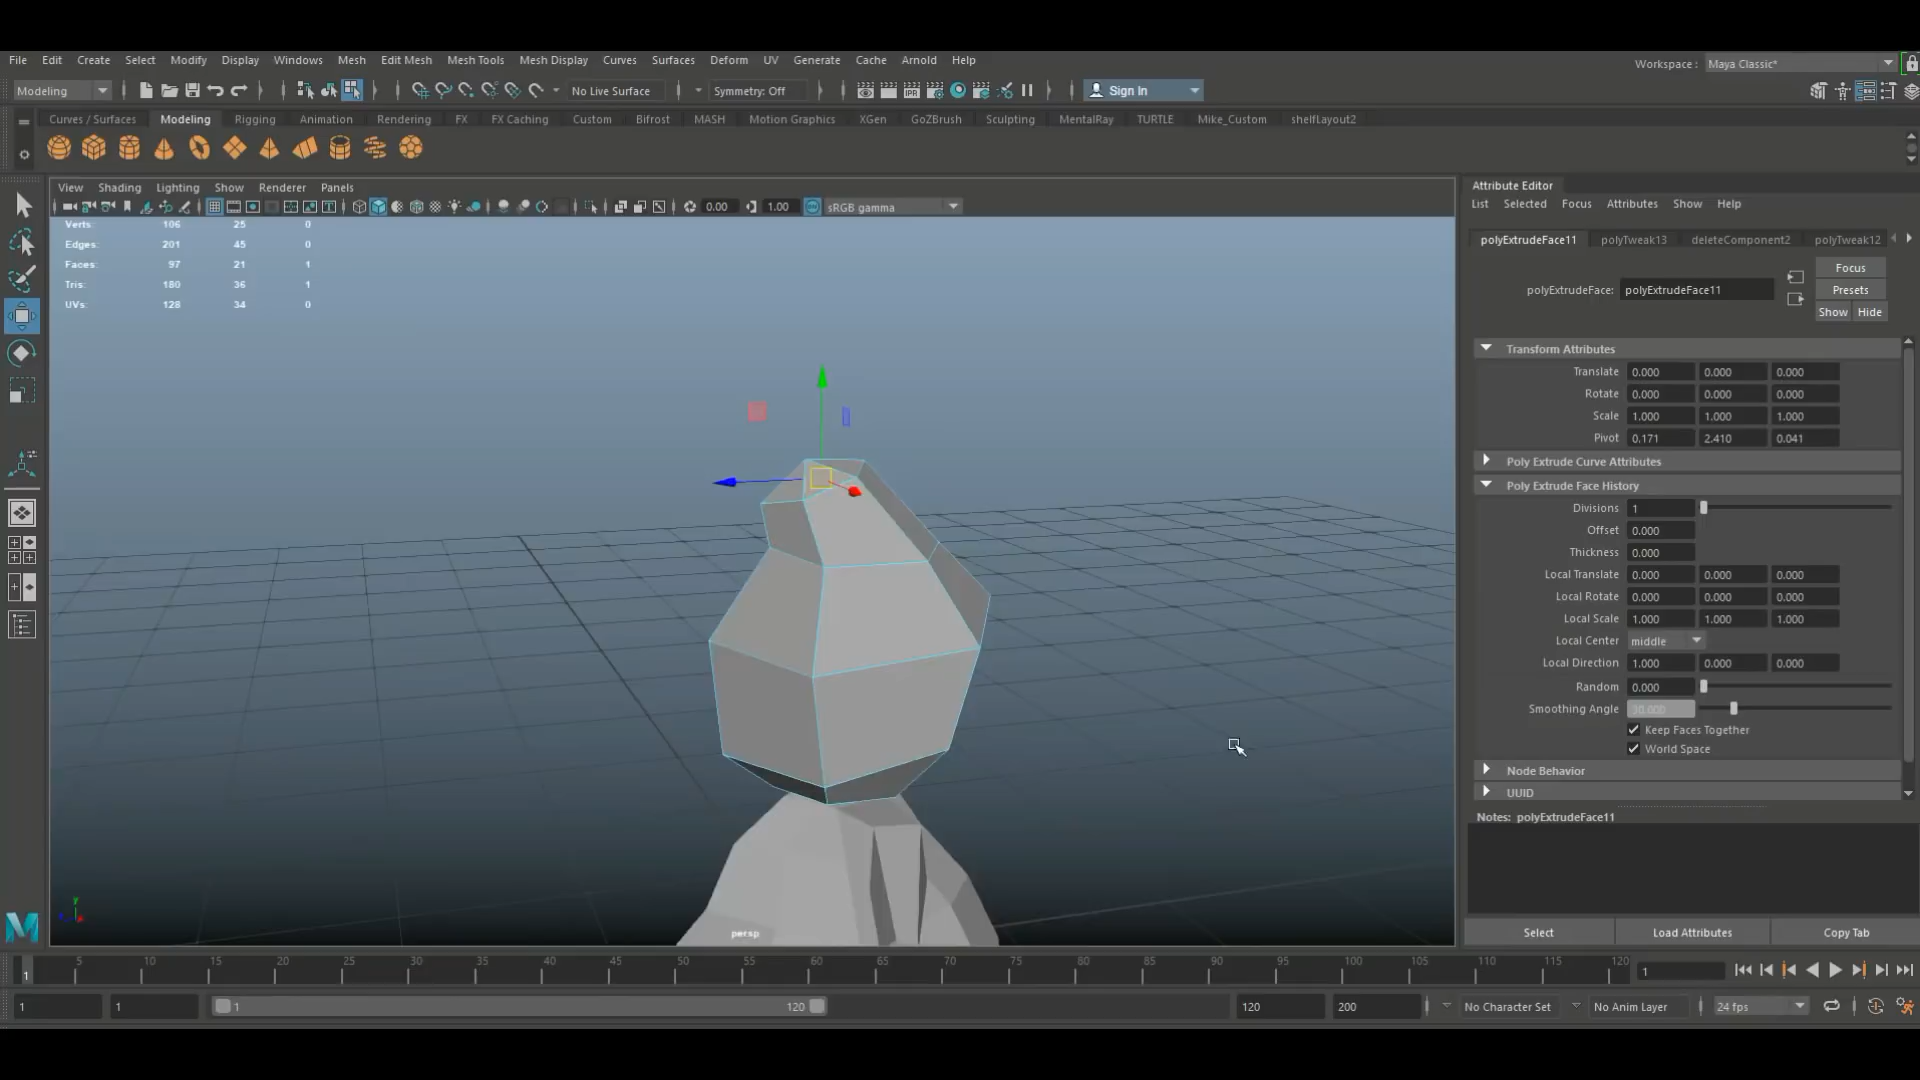 File Edit Create Select Modify Display Windows Mesh Edit Mesh Mesh Tools Mesh Display Curves Surfaces Deform UV Generate Cache Arnold Help
Workspace : Maya Classic*
Modeling No Live Surface Symmetry: Off Sign In
Curves / Surfaces Modeling Rigging Animation Rendering FX FX Caching Custom Bifrost MASH Motion Graphics XGen GoZBrush Sculpting MentalRay TURTLE Mike_Custom shelfLayout2
View Shading Lighting Show Renderer Panels
0.00 1.00 sRGB gamma
Verts: 106 25 0
Edges: 201 45 0
Faces: 97 21 1
Tris: 180 36 1
UVs: 128 34 0
persp
Attribute Editor
List Selected Focus Attributes Show Help
polyExtrudeFace11 polyTweak13 deleteComponent2 polyTweak12
Focus
polyExtrudeFace: polyExtrudeFace11 Presets
Show Hide
Transform Attributes
Translate 0.000 0.000 0.000
Rotate 0.000 0.000 0.000
Scale 1.000 1.000 1.000
Pivot 0.171 2.410 0.041
Poly Extrude Curve Attributes
Poly Extrude Face History
Divisions 1
Offset 0.000
Thickness 0.000
Local Translate 0.000 0.000 0.000
Local Rotate 0.000 0.000 0.000
Local Scale 1.000 1.000 1.000
Local Center middle
Local Direction 1.000 0.000 0.000
Random 0.000
Smoothing Angle 30.000
Keep Faces Together
World Space
Node Behavior
UUID
Notes: polyExtrudeFace11
Select Load Attributes Copy Tab
1 5 10 15 20 25 30 35 40 45 50 55 60 65 70 75 80 85 90 95 100 105 110 115 120 1
1 1 1 120 120 200 No Character Set No Anim Layer 24 fps